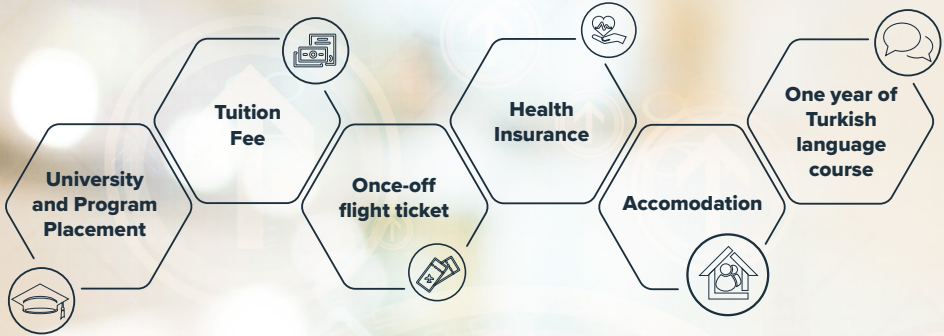 University
and Program
Placement
Tuition
Fee
Once-off
flight ticket
Health
Insurance
Accomodation
One year of
Turkish
language
course